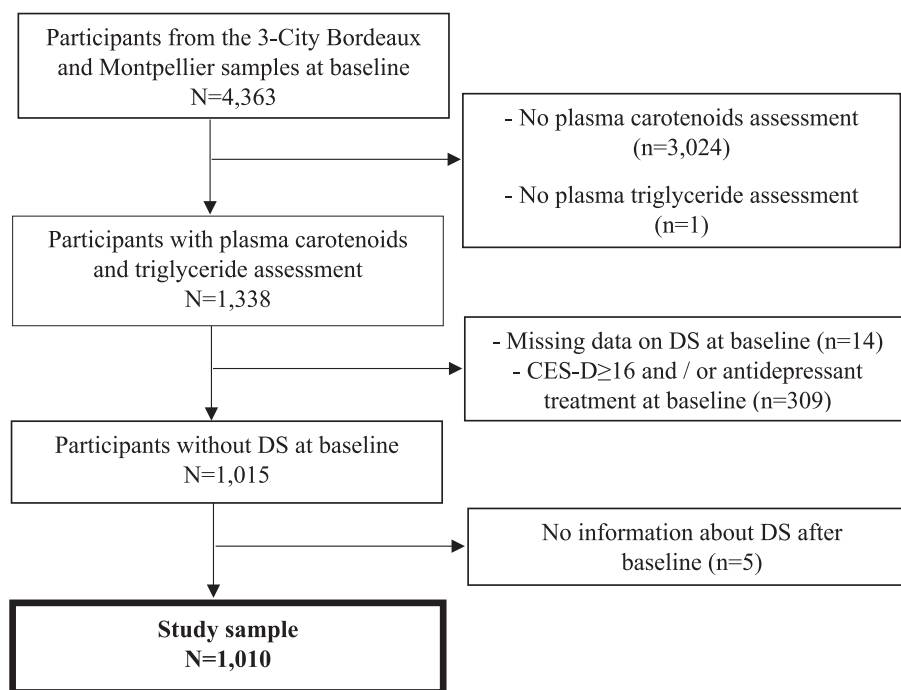 Participants from the 3-City Bordeaux
and Montpellier samples at baseline
N=4,363
- No plasma carotenoids assessment
(n=3,024)
- No plasma triglyceride assessment
(n=1)
Participants with plasma carotenoids
and triglyceride assessment
N=1,338
- Missing data on DS at baseline (n=14)
- CES-D≥16 and / or antidepressant
treatment at baseline (n=309)
Participants without DS at baseline
N=1,015
No information about DS after
baseline (n=5)
Study sample
N=1,010